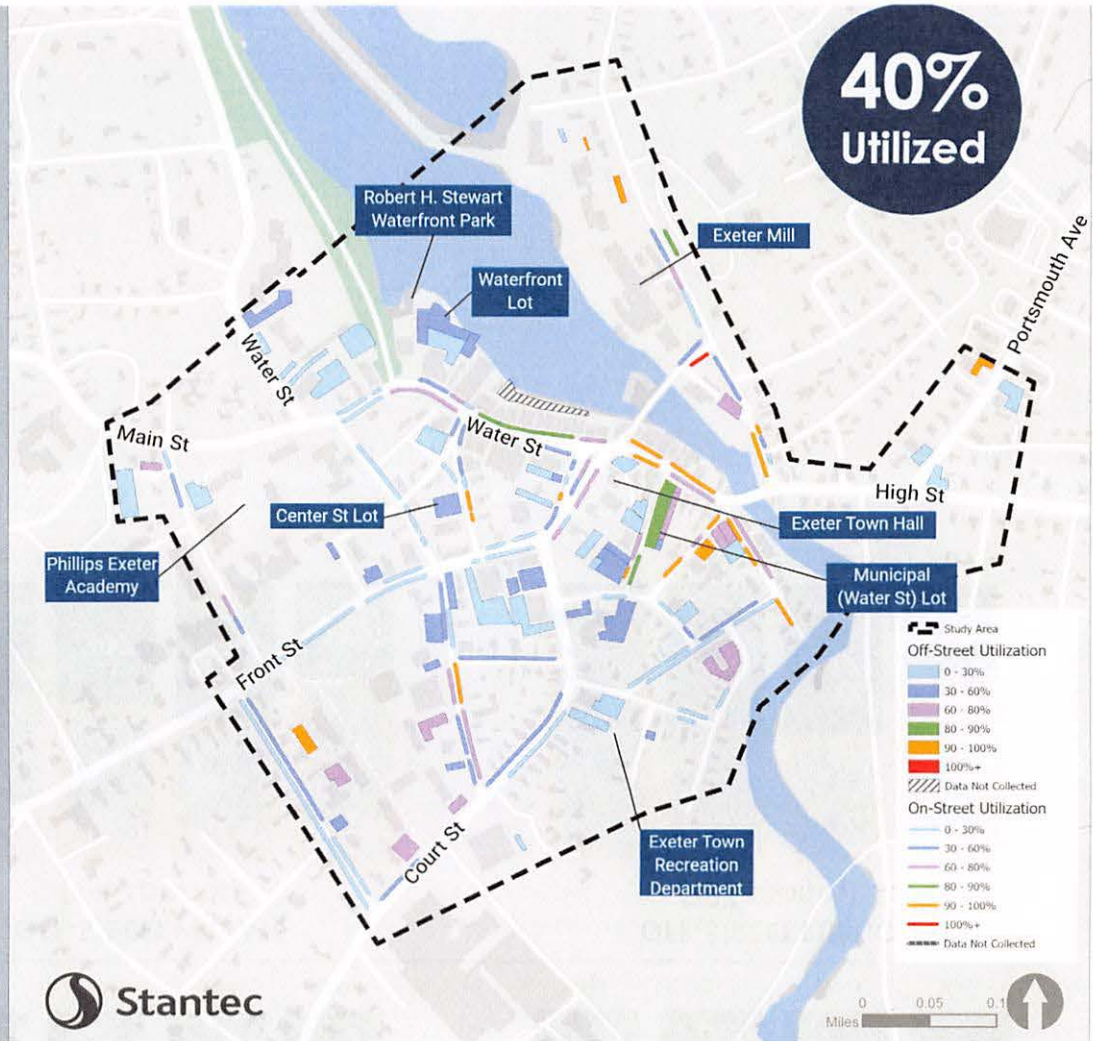 40%
Utilized
Robert H. Stewart
Waterfront Park
Exeter Mill
Waterfront
Lot
Portsmouth Ave
Water St
Main St
Water St
High St
Center St Lot
Exeter Town Hall
Phillips Exeter
Academy
Municipal
(Water St) Lot
Front St
Court St
Exeter Town
Recreation
Department
Study Area
Off-Street Utilization
0 - 30%
30 - 60%
60 - 80%
80 - 90%
90 - 100%
100%+
Data Not Collected
On-Street Utilization
0 - 30%
30 - 60%
60 - 80%
80 - 90%
90 - 100%
100%+
Data Not Collected
Stantec
0 0.05 0.1
Miles